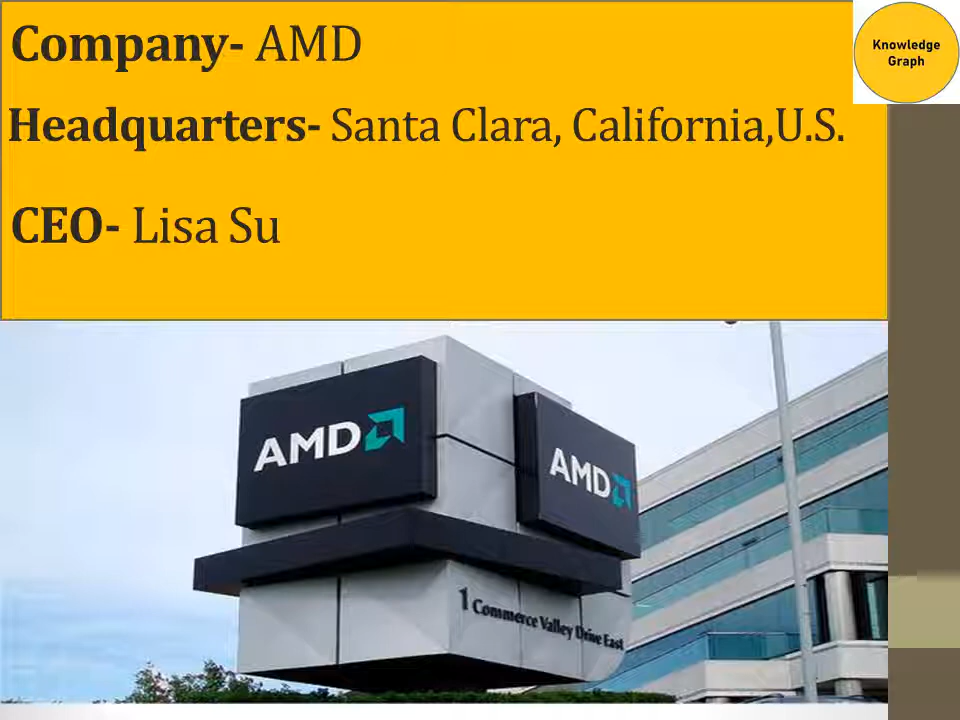 Company- AMD
Knowledge
Graph
Headquarters- Santa Clara, California,U.S.
CEO- Lisa Su
AMD
AMD
1 Commerce Valley Drive East